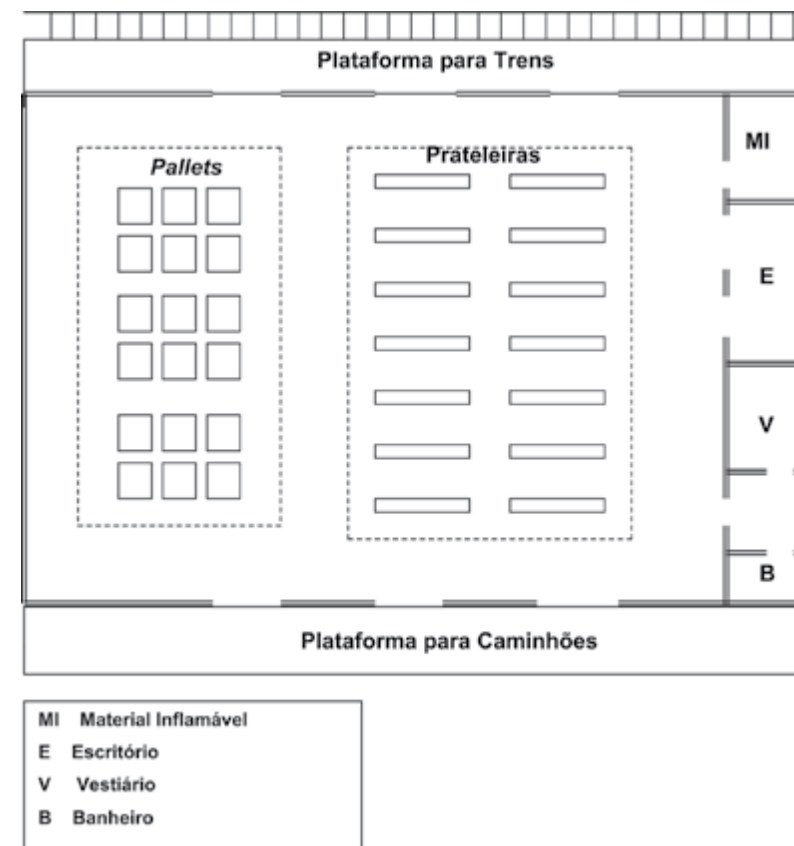 Plataforma para Trens
Pallets
Prateleiras
MI
E
V
B
Plataforma para Caminhões
MI Material Inflamável
E Escritório
V Vestiário
B Banheiro